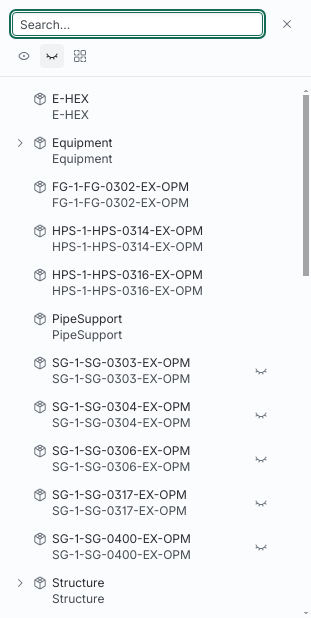 Search...
E-HEX
E-HEX
Equipment
Equipment
FG-1-FG-0302-EX-OPM
FG-1-FG-0302-EX-OPM
HPS-1-HPS-0314-EX-OPM
HPS-1-HPS-0314-EX-OPM
HPS-1-HPS-0316-EX-OPM
HPS-1-HPS-0316-EX-OPM
PipeSupport
PipeSupport
SG-1-SG-0303-EX-OPM
SG-1-SG-0303-EX-OPM
SG-1-SG-0304-EX-OPM
SG-1-SG-0304-EX-OPM
SG-1-SG-0306-EX-OPM
SG-1-SG-0306-EX-OPM
SG-1-SG-0317-EX-OPM
SG-1-SG-0317-EX-OPM
SG-1-SG-0400-EX-OPM
SG-1-SG-0400-EX-OPM
Structure
Structure